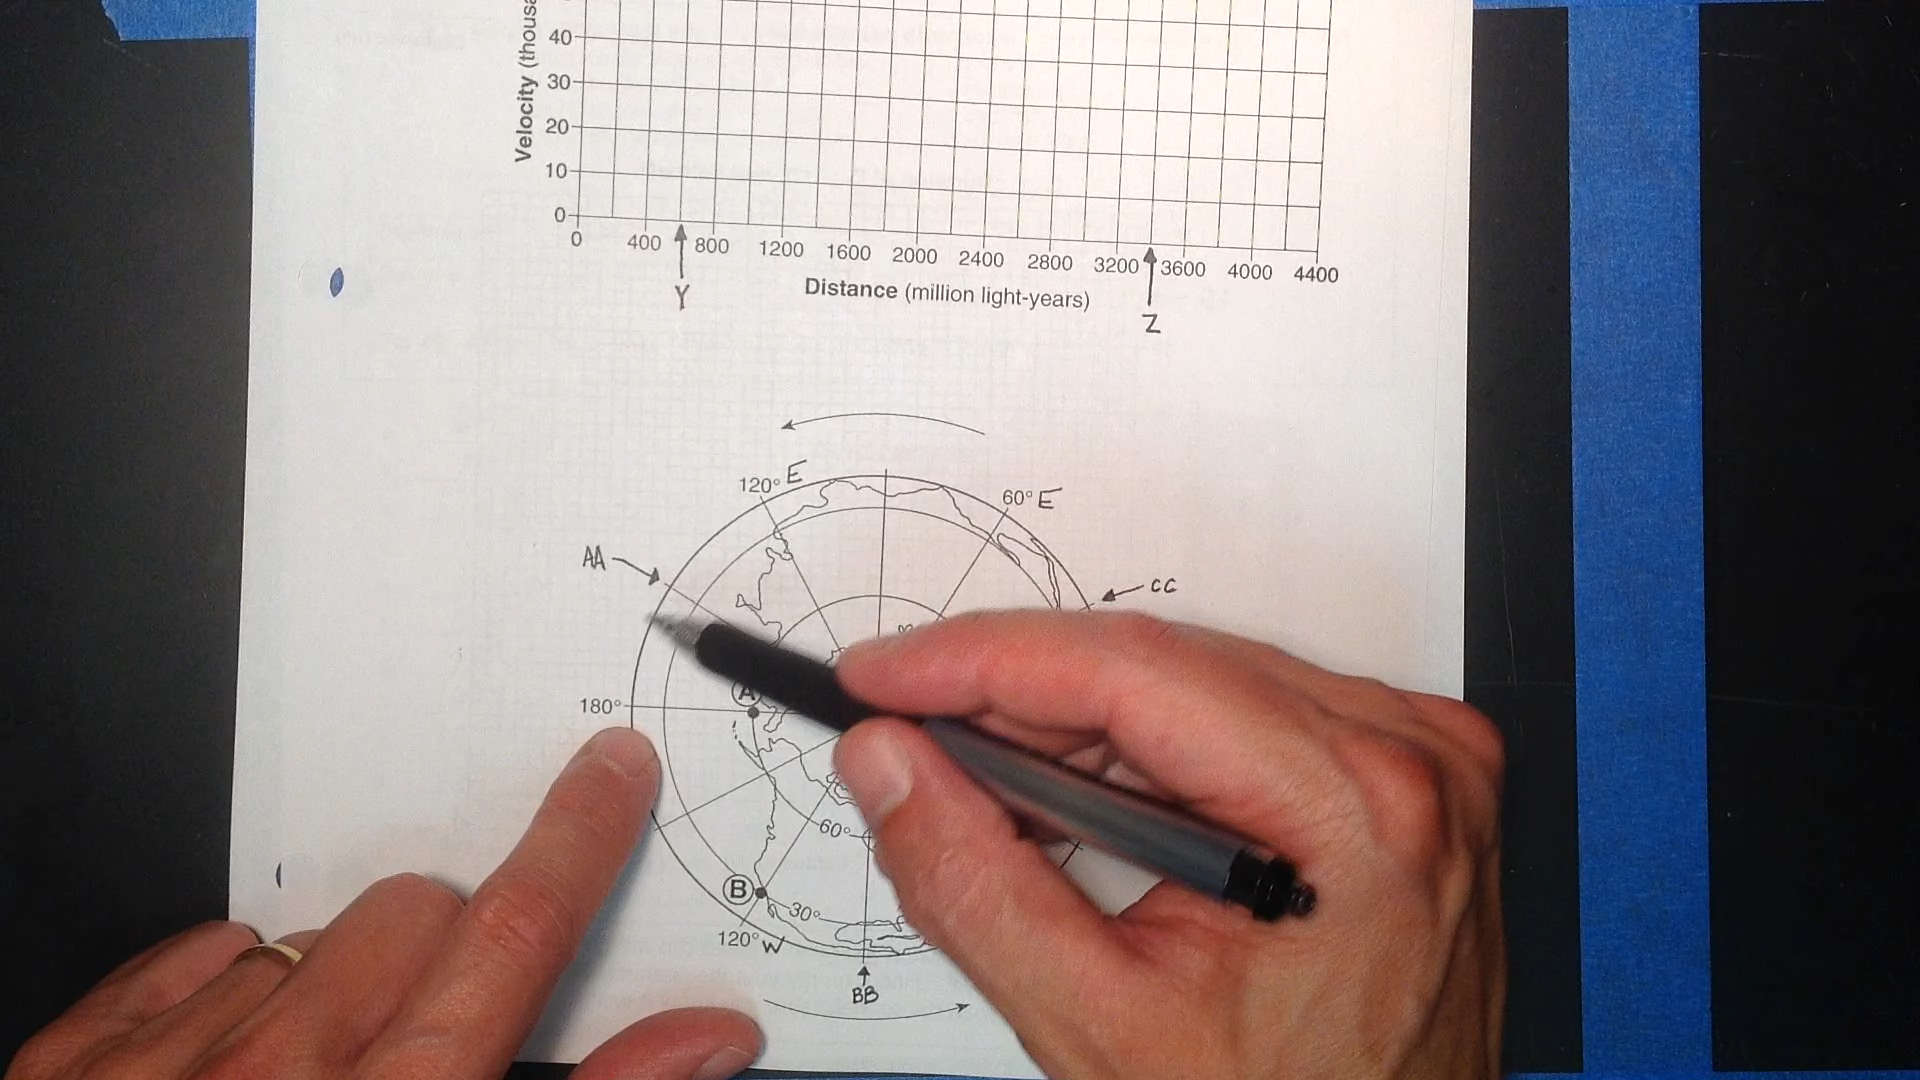 Velocity (thousa
40
30
20
10
0
0 400 800 1200 1600 2000 2400 2800 3200 3600 4000 4400
Distance (million light-years)
Y
Z
120° E
60° E
AA
CC
A
180°
60°
B
30°
120° W
BB